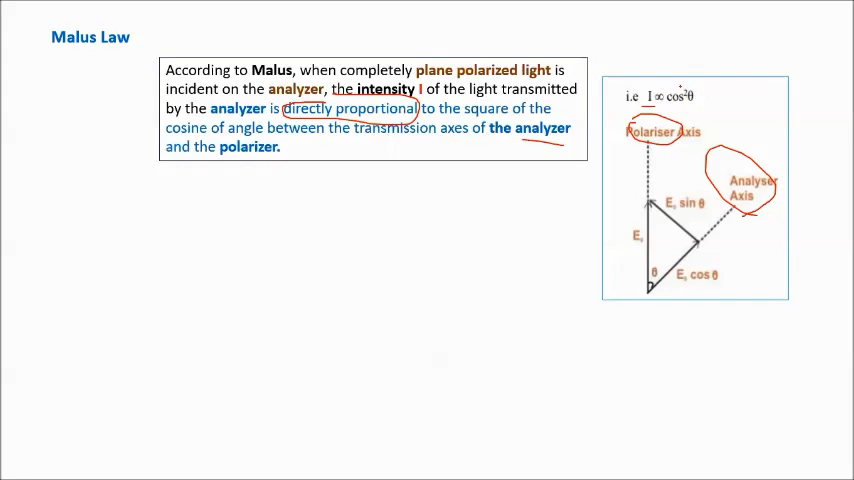 Malus Law
According to Malus, when completely plane polarized light is
incident on the analyzer, the intensity I of the light transmitted
by the analyzer is directly proportional to the square of the
cosine of angle between the transmission axes of the analyzer
and the polarizer.
i.e I ∞ cos²θ
Polariser Axis
Analyser
Axis
E₀ sin θ
E₀
θ
E₀ cos θ